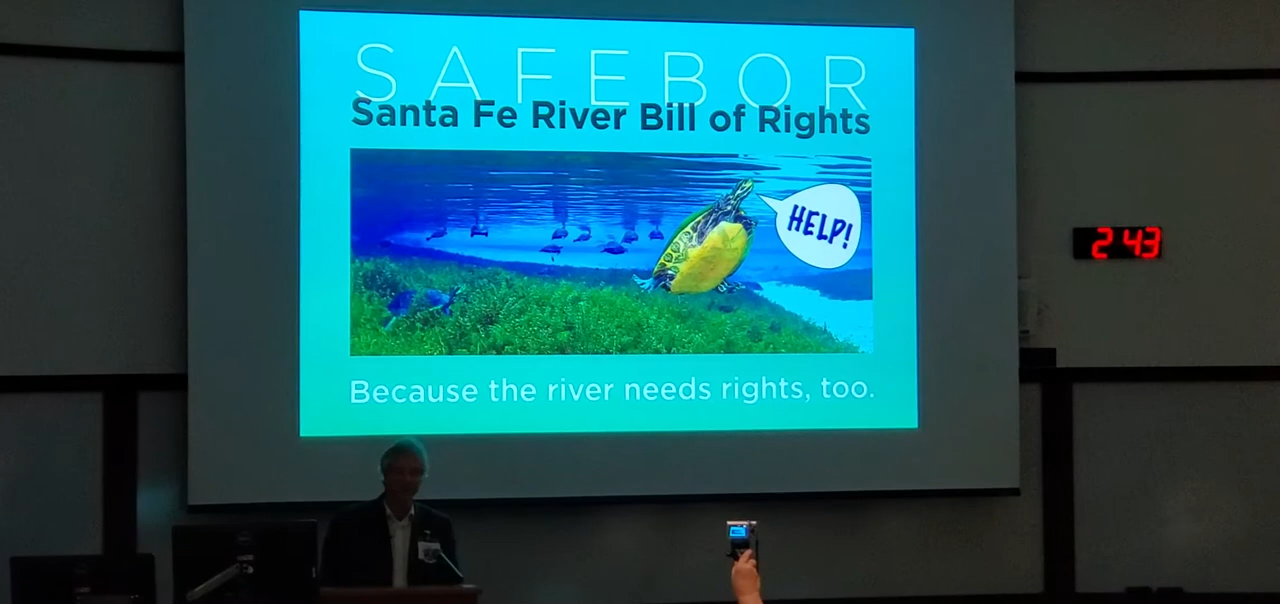 SAFEBOR
Santa Fe River Bill of Rights
HELP!
Because the river needs rights, too.
2 43